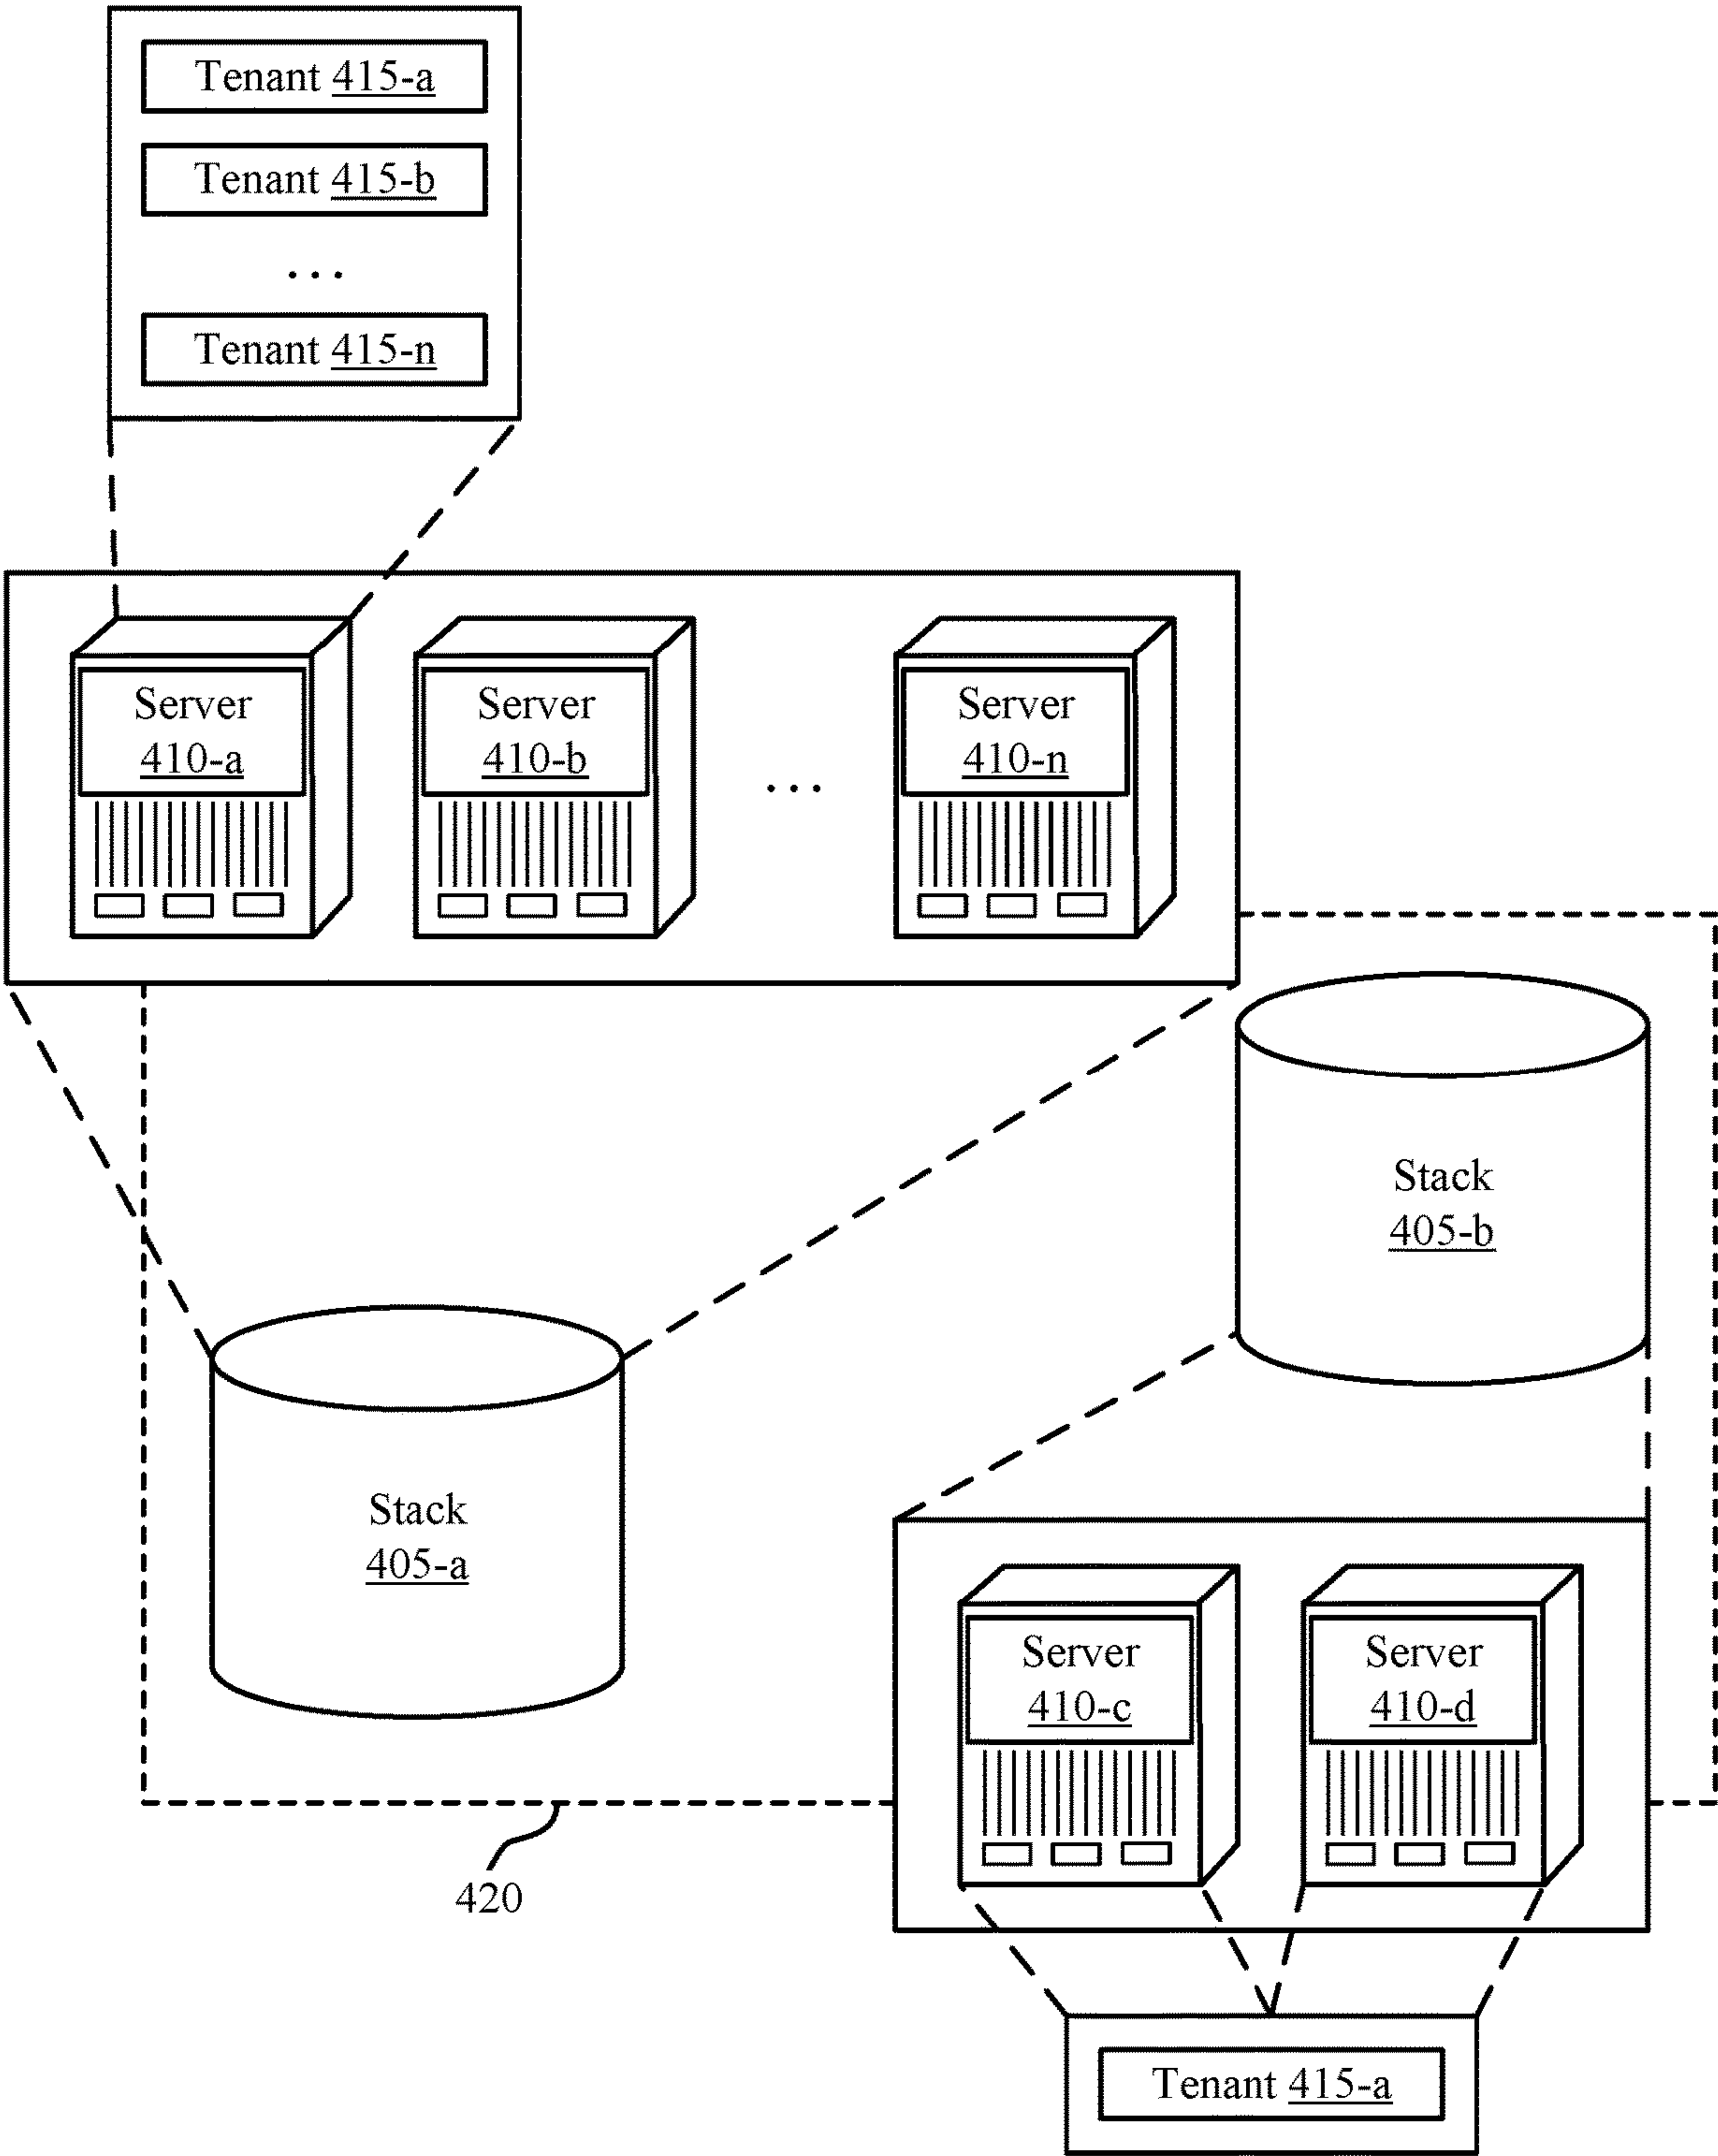 Tenant 415-a
Tenant 415-b
...
Tenant 415-n
Server
410-a
Server
410-b
...
Server
410-n
Stack
405-b
Stack
405-a
Server
410-c
Server
410-d
420
Tenant 415-a